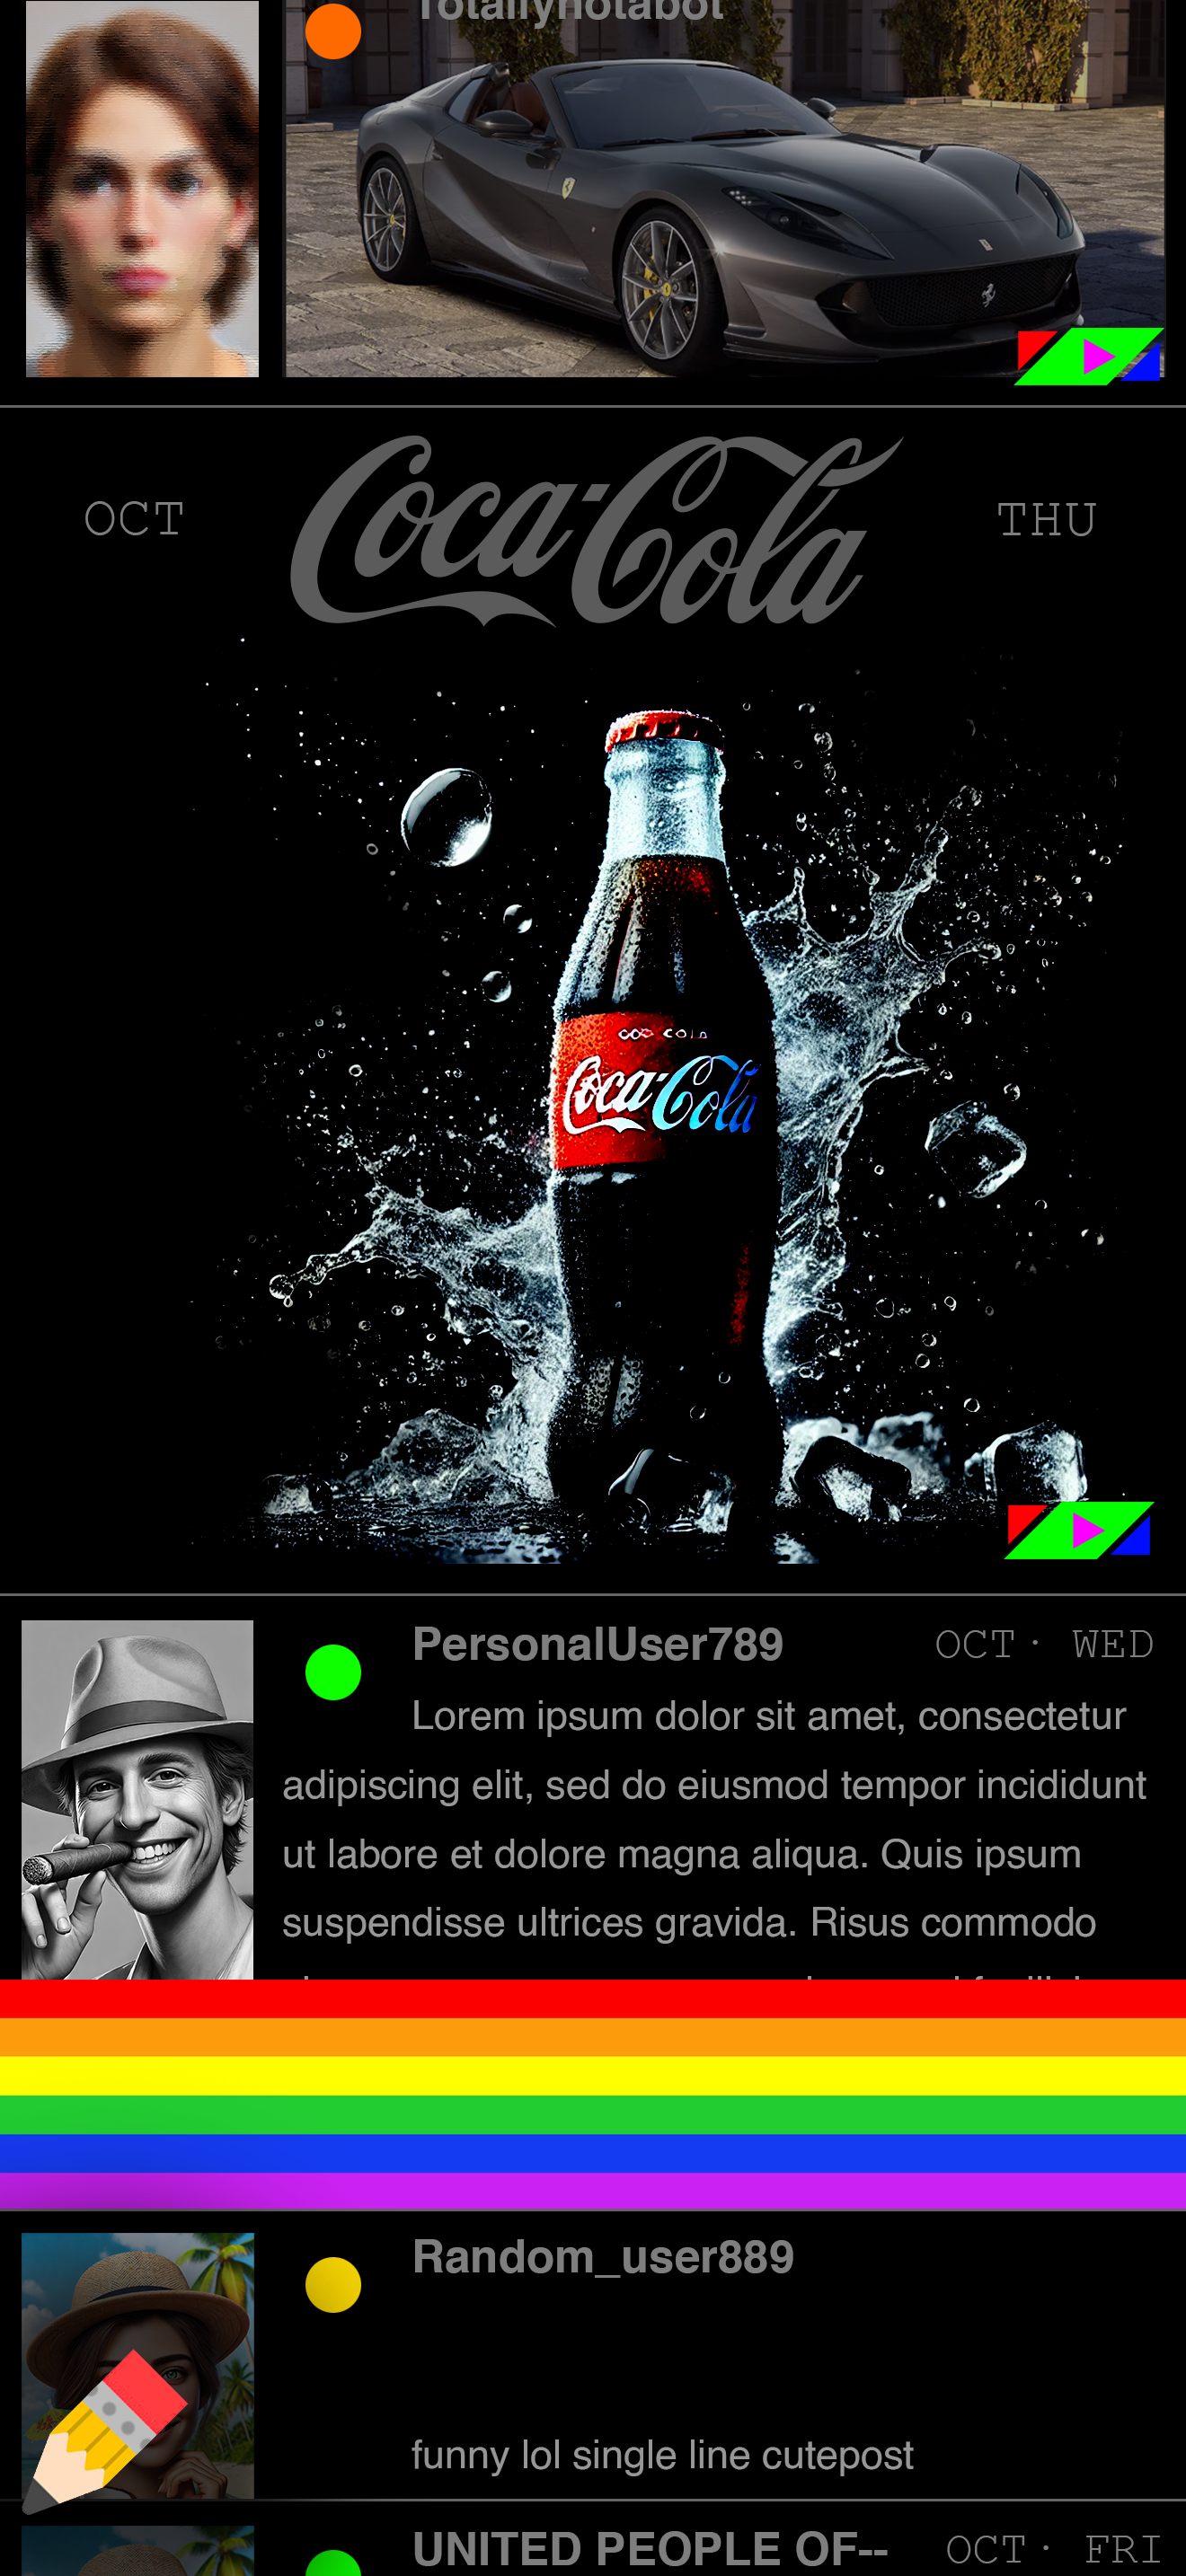 Totallynotabot
OCT
Coca-Cola
THU
Coca-Cola
PersonalUser789
OCT · WED
Lorem ipsum dolor sit amet, consectetur
adipiscing elit, sed do eiusmod tempor incididunt
ut labore et dolore magna aliqua. Quis ipsum
suspendisse ultrices gravida. Risus commodo
Random_user889
funny lol single line cutepost
UNITED PEOPLE OF--
OCT · FRI